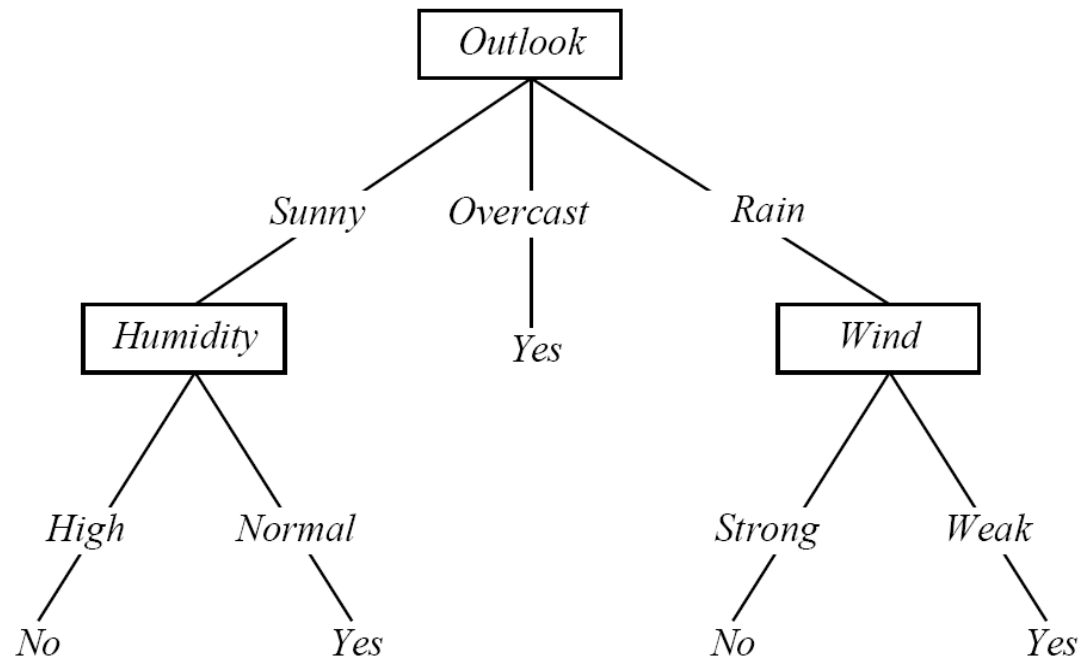 Outlook
Sunny Overcast Rain
Humidity Yes Wind
High Normal Strong Weak
No Yes No Yes